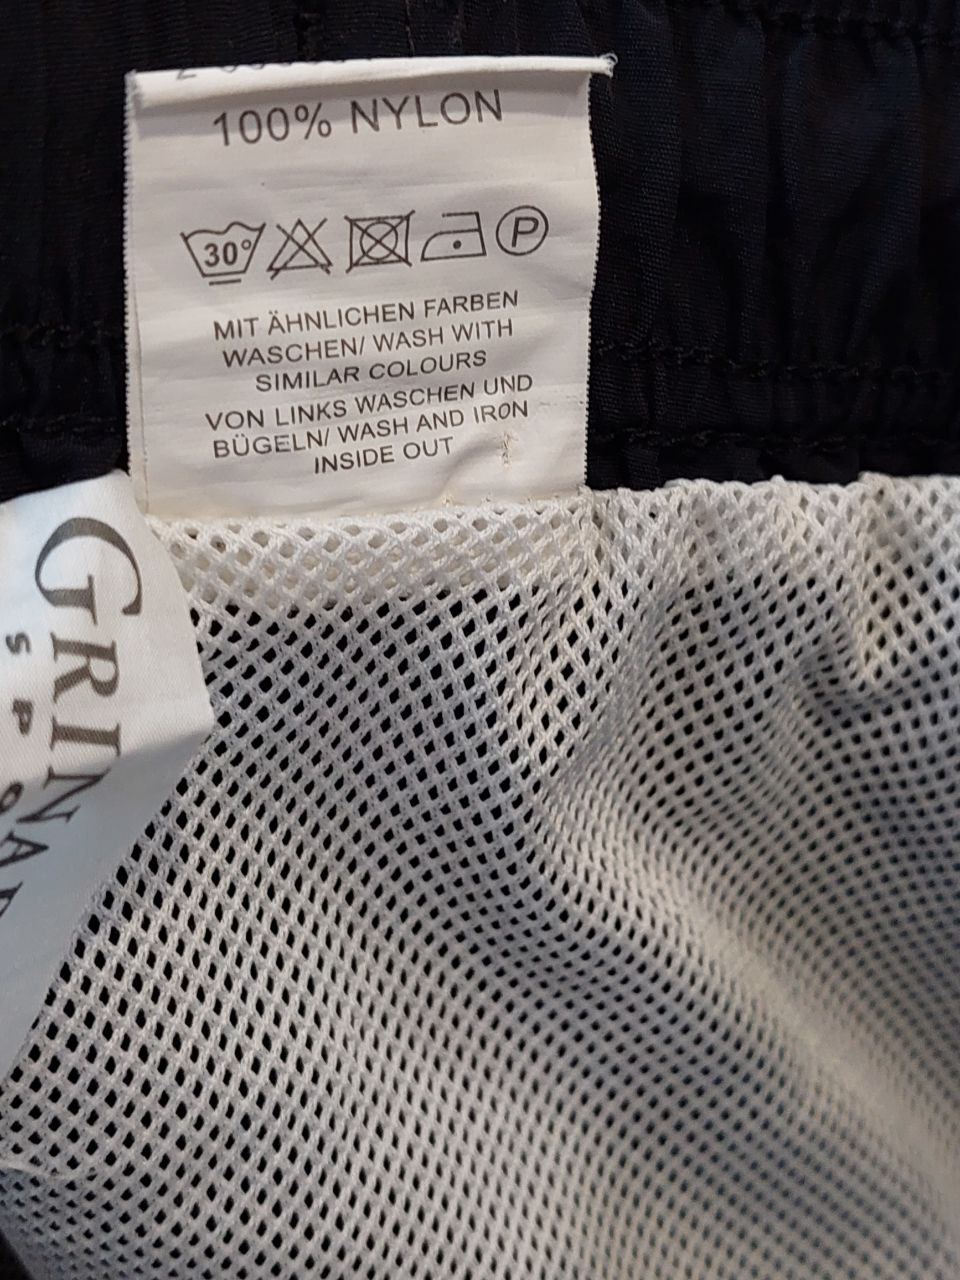 100% NYLON
30°
P
MIT ÄHNLICHEN FARBEN
WASCHEN/ WASH WITH
SIMILAR COLOURS
VON LINKS WASCHEN UND
BÜGELN/ WASH AND IRON
INSIDE OUT